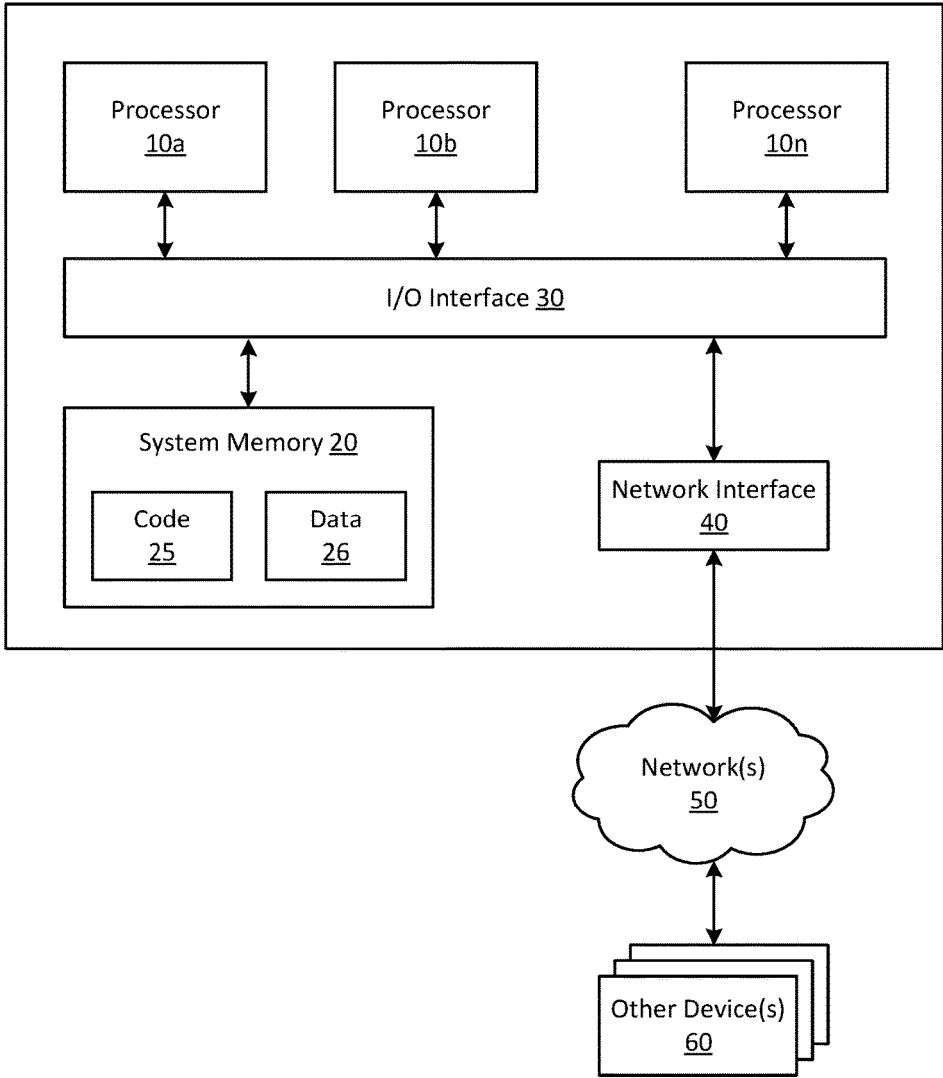 Processor
10a
Processor
10b
Processor
10n
I/O Interface 30
System Memory 20
Code
25
Data
26
Network Interface
40
Network(s)
50
Other Device(s)
60